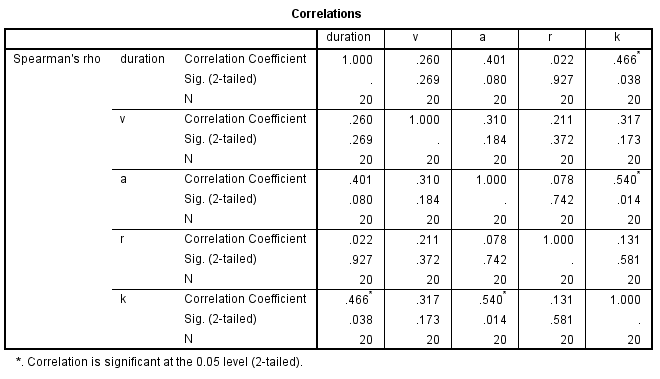 Correlations
duration v a r k
Spearman's rho duration Correlation Coefficient 1.000 .260 .401 .022 .466*
Sig. (2-tailed) . .269 .080 .927 .038
N 20 20 20 20 20
v Correlation Coefficient .260 1.000 .310 .211 .317
Sig. (2-tailed) .269 . .184 .372 .173
N 20 20 20 20 20
a Correlation Coefficient .401 .310 1.000 .078 .540*
Sig. (2-tailed) .080 .184 . .742 .014
N 20 20 20 20 20
r Correlation Coefficient .022 .211 .078 1.000 .131
Sig. (2-tailed) .927 .372 .742 . .581
N 20 20 20 20 20
k Correlation Coefficient .466* .317 .540* .131 1.000
Sig. (2-tailed) .038 .173 .014 .581 .
N 20 20 20 20 20
*. Correlation is significant at the 0.05 level (2-tailed).